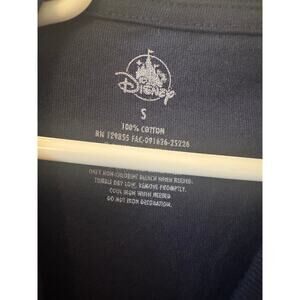 Disney
S
100% COTTON
RN 129855 FAC-091626-25226
ONLY NON-CHLORINE BLEACH WHEN NEEDED.
TUMBLE DRY LOW, REMOVE PROMPTLY.
COOL IRON WHEN NEEDED
DO NOT IRON DECORATION.